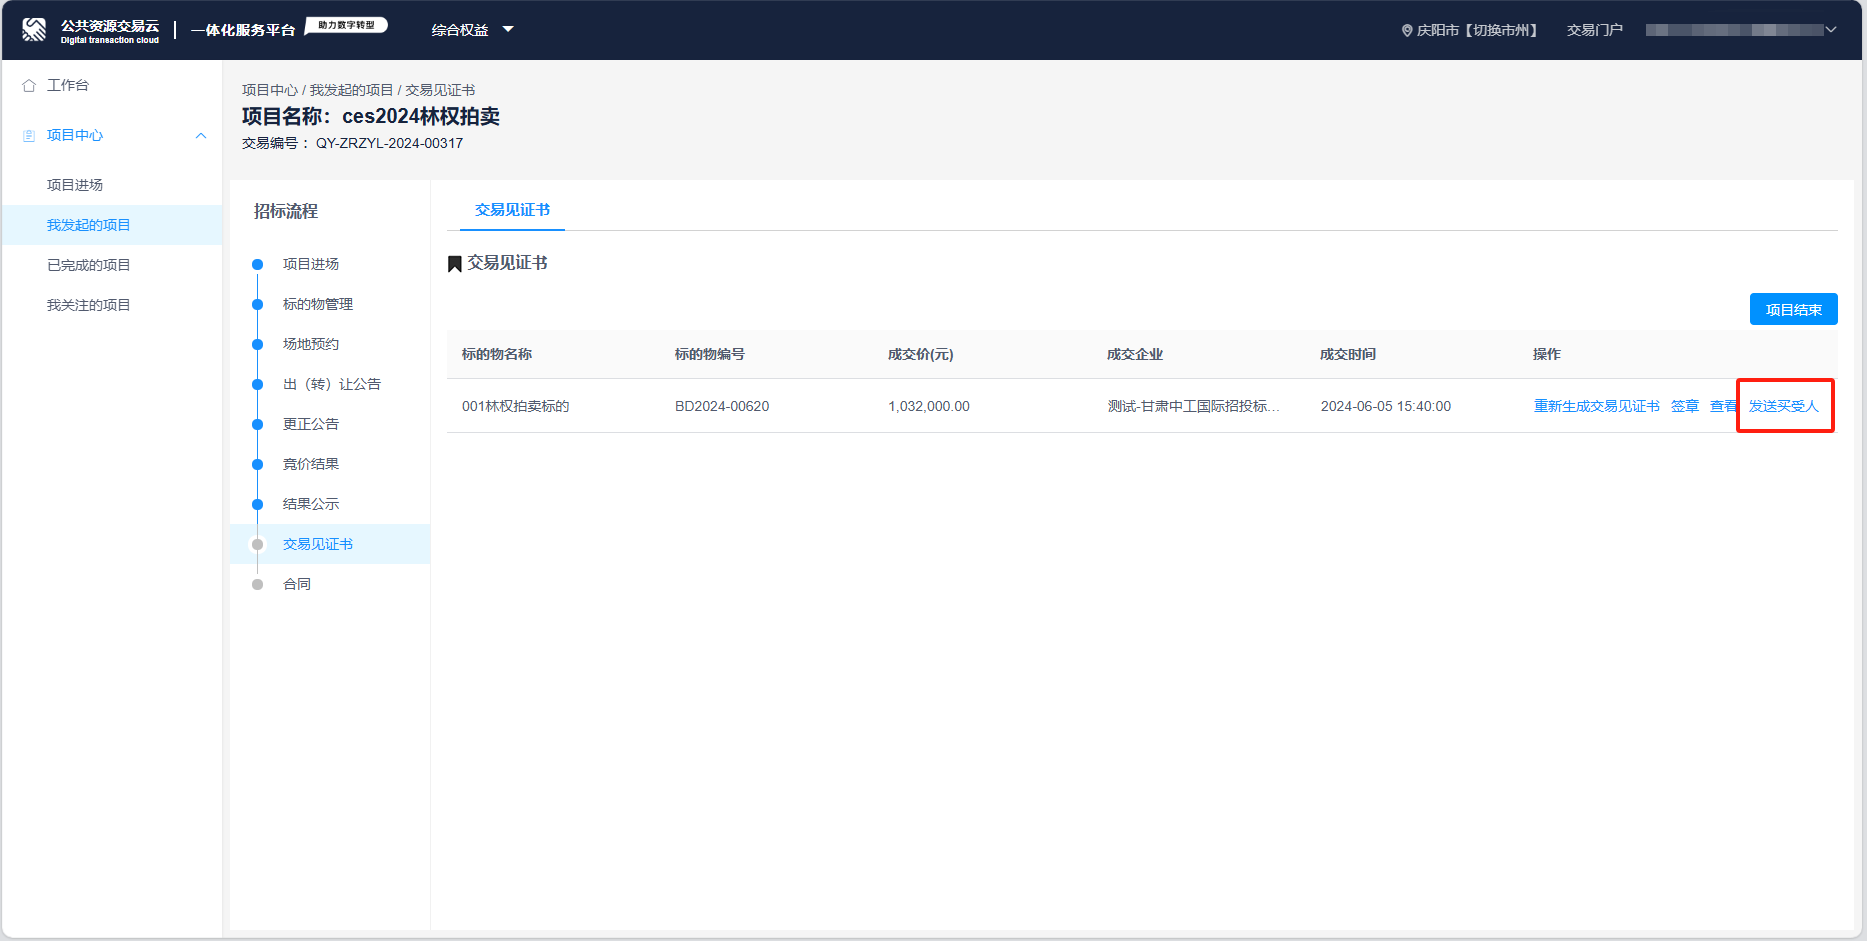 公共资源交易云
Digital transaction cloud
一体化服务平台
助力数字转型
综合权益
庆阳市【切换市州】
交易门户
工作台
项目中心
项目进场
我发起的项目
已完成的项目
我关注的项目
项目中心 / 我发起的项目 / 交易见证书
项目名称：ces2024林权拍卖
交易编号： QY-ZRZYL-2024-00317
招标流程
项目进场
标的物管理
场地预约
出（转）让公告
更正公告
竟价结果
结果公示
交易见证书
合同
交易见证书
交易见证书
项目结束
标的物名称 标的物编号 成交价(元) 成交企业 成交时间 操作
001林权拍卖标的 BD2024-00620 1,032,000.00 测试-甘肃中工国际招投标... 2024-06-05 15:40:00 重新生成交易见证书 签章 查看 发送买受人